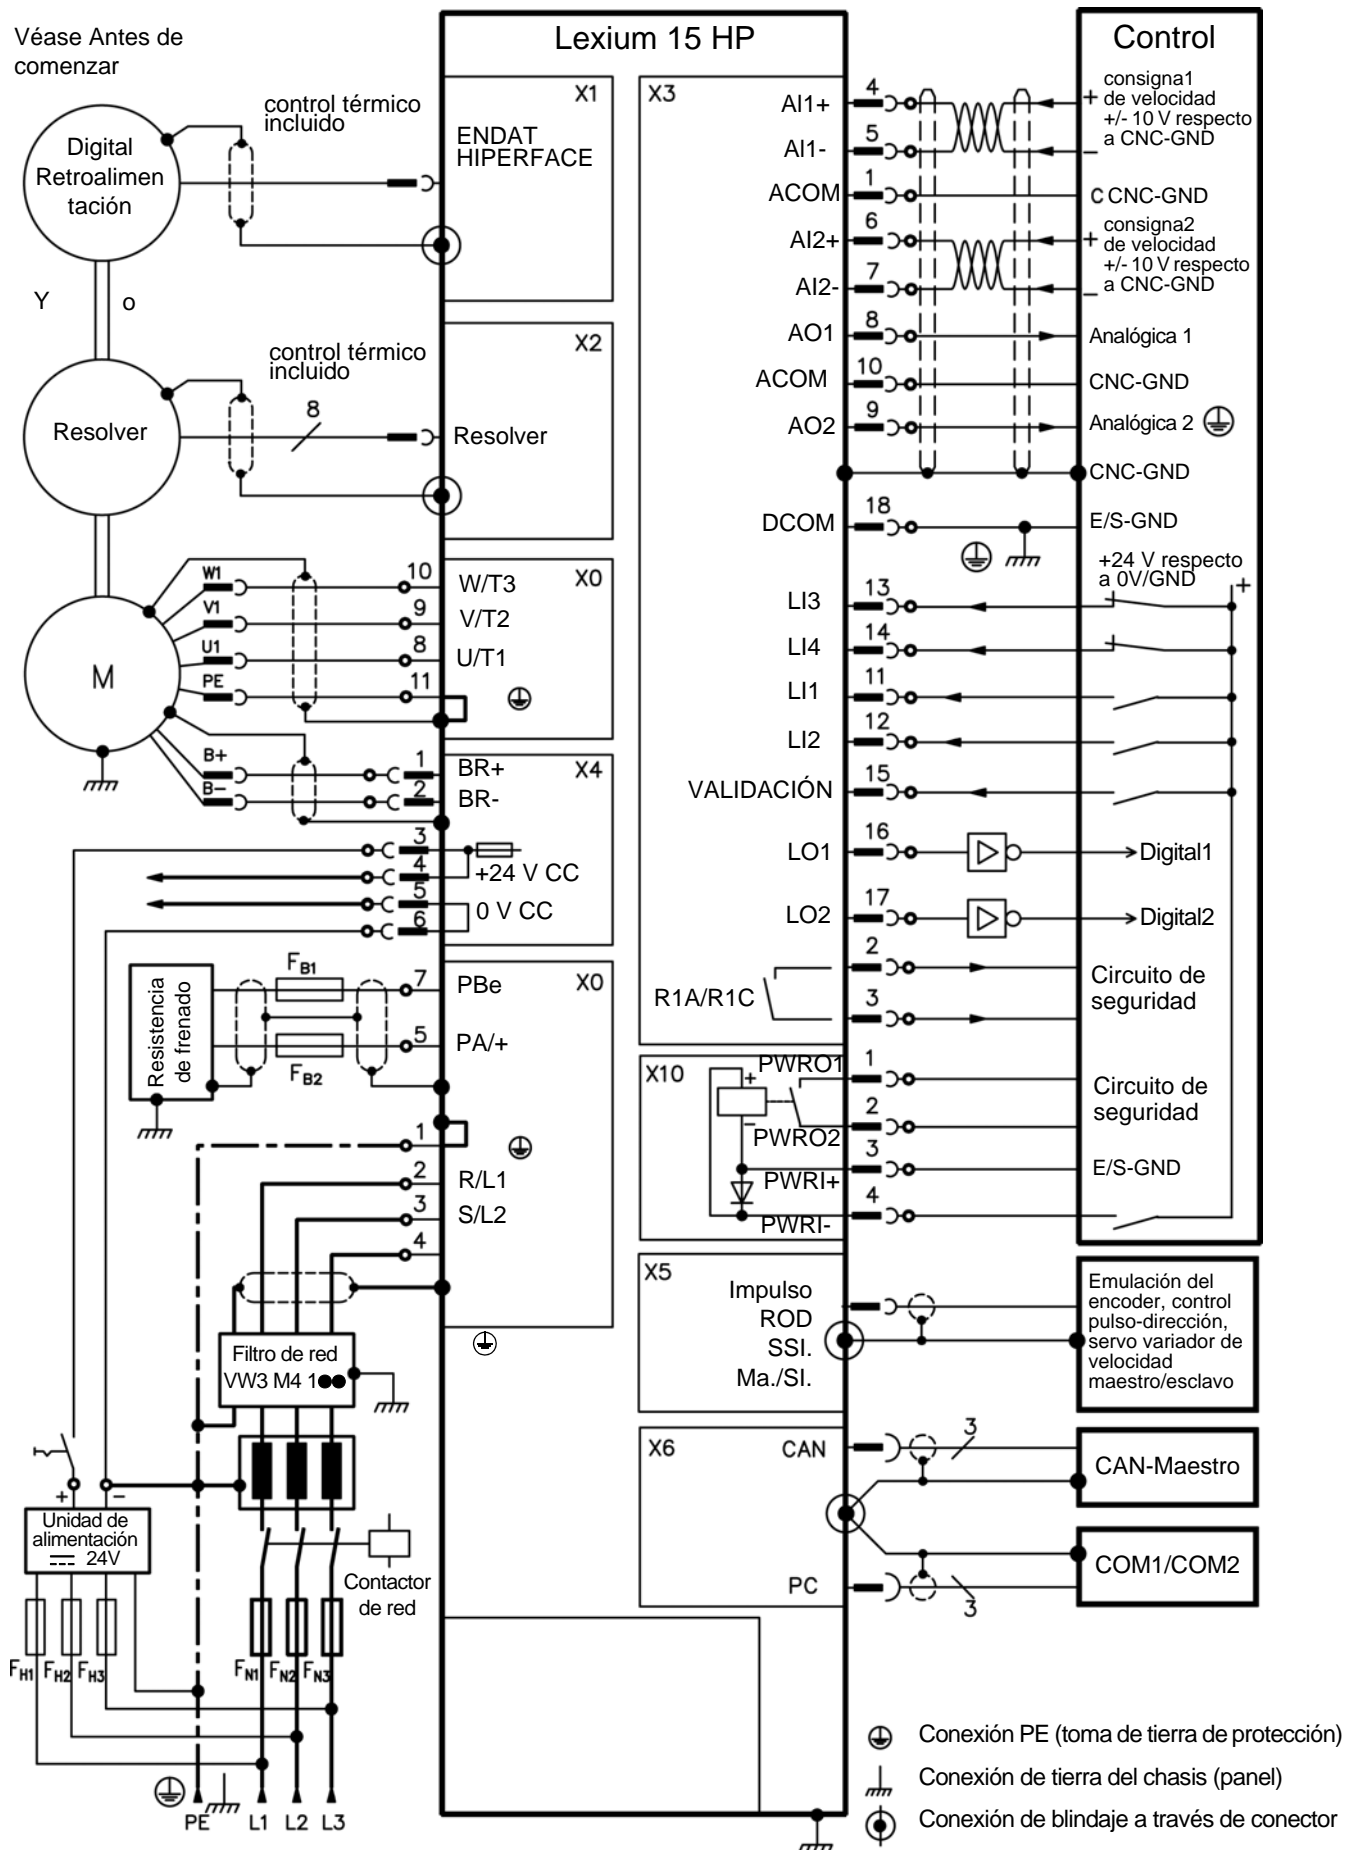 Véase Antes de
comenzar
Lexium 15 HP
Control
Digital
Retroalimen
tación
control térmico
incluido
X1
ENDAT
HIPERFACE
Y
o
Resolver
control térmico
incluido
8
X2
Resolver
M
W1
V1
U1
PE
10
9
8
11
W/T3
V/T2
U/T1
X0
B+
B-
1
2
BR+
BR-
X4
3
4
5
6
+24 V CC
0 V CC
Resistencia
de frenado
FB1
FB2
7
5
PBe
PA/+
X0
1
2
3
4
R/L1
S/L2
Filtro de red
VW3 M4 1●●
+
-
Unidad de
alimentación
24V
Contactor
de red
FH1
FH2
FH3
FN1
FN2
FN3
PE
L1
L2
L3
X3
AI1+
4
AI1-
5
ACOM
1
AI2+
6
AI2-
7
AO1
8
ACOM
10
AO2
9
DCOM
18
LI3
13
LI4
14
LI1
11
LI2
12
VALIDACIÓN
15
LO1
16
LO2
17
R1A/R1C
2
3
X10
+
-
PWRO1
1
PWRO2
2
PWRI+
3
PWRI-
4
X5
Impulso
ROD
SSI.
Ma./SI.
X6
CAN
3
PC
3
consigna1
+ de velocidad
+/- 10 V respecto
_ a CNC-GND
C CNC-GND
consigna2
+ de velocidad
+/- 10 V respecto
_ a CNC-GND
Analógica 1
CNC-GND
Analógica 2
CNC-GND
E/S-GND
+24 V respecto
a 0V/GND
+
Digital1
Digital2
Circuito de
seguridad
Circuito de
seguridad
E/S-GND
Emulación del
encoder, control
pulso-dirección,
servo variador de
velocidad
maestro/esclavo
CAN-Maestro
COM1/COM2
Conexión PE (toma de tierra de protección)
Conexión de tierra del chasis (panel)
Conexión de blindaje a través de conector